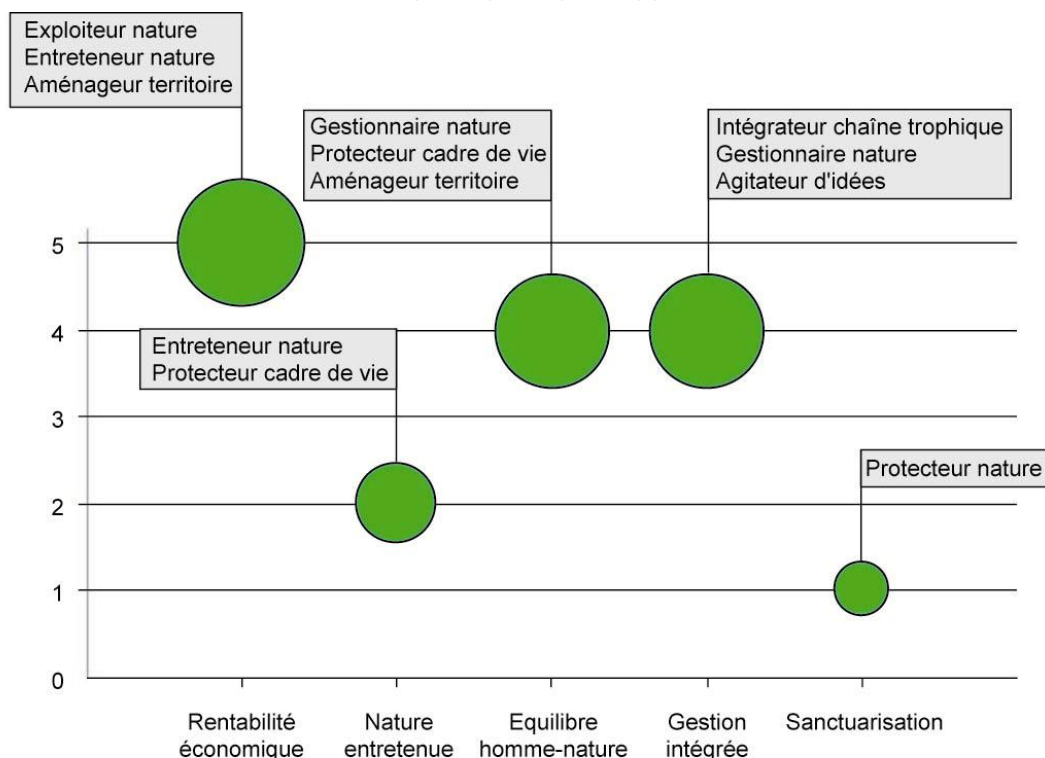 Exploiteur nature
Entreteneur nature
Aménageur territoire
Gestionnaire nature
Protecteur cadre de vie
Aménageur territoire
Intégrateur chaîne trophique
Gestionnaire nature
Agitateur d'idées
5
4
Entreteneur nature
Protecteur cadre de vie
3
Protecteur nature
2
1
0
Rentabilité
économique
Nature
entretenue
Equilibre
homme-nature
Gestion
intégrée
Sanctuarisation